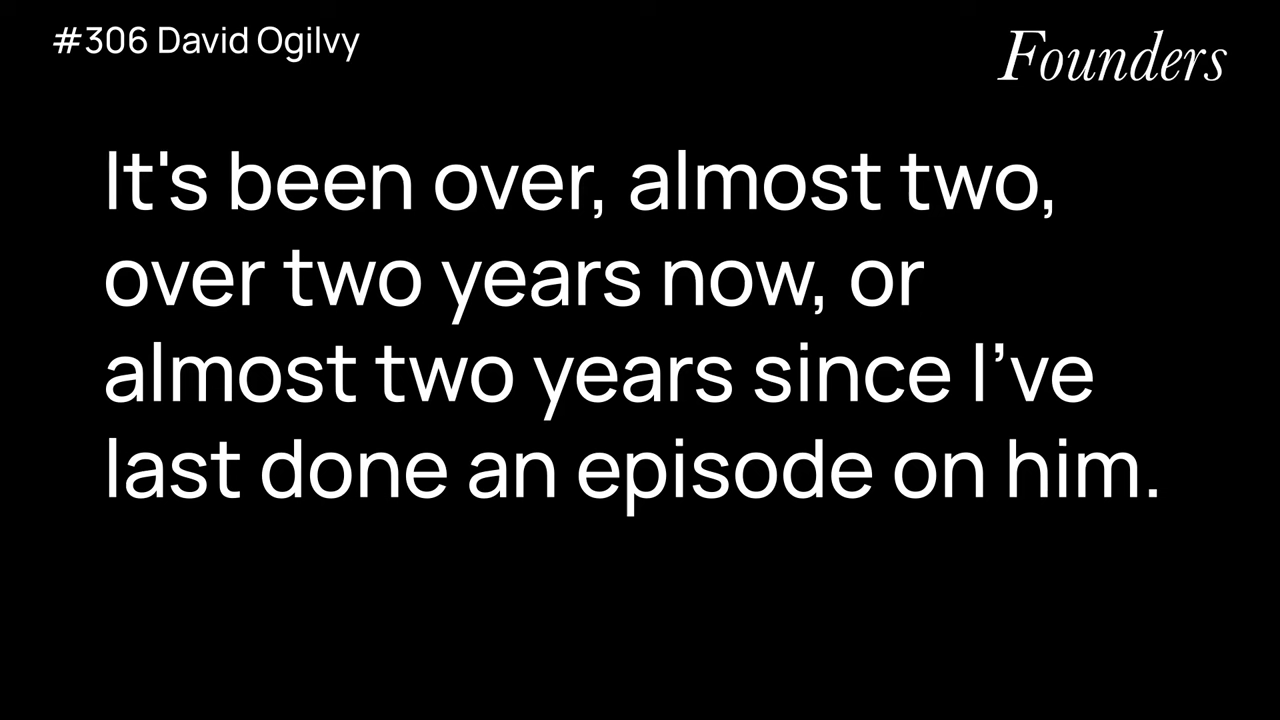 #306 David Ogilvy
Founders
It's been over, almost two,
over two years now, or
almost two years since I’ve
last done an episode on him.